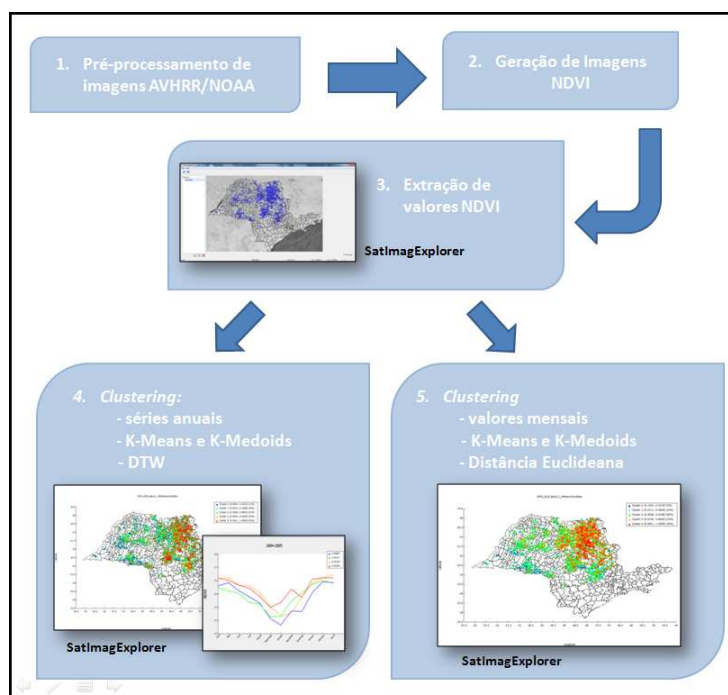 1. Pré-processamento de
imagens AVHRR/NOAA
2. Geração de Imagens
NDVI
3. Extração de
valores NDVI
SatImagExplorer
4. Clustering:
- séries anuais
- K-Means e K-Medoids
- DTW
SatImagExplorer
5. Clustering
- valores mensais
- K-Means e K-Medoids
- Distância Euclideana
SatImagExplorer